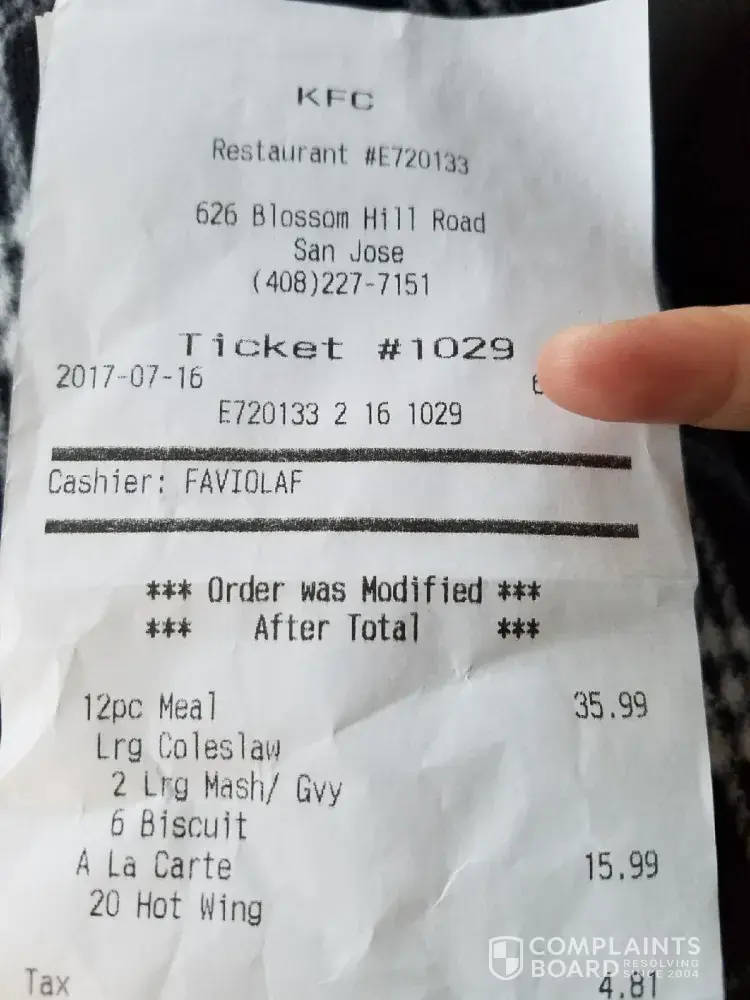 KFC
Restaurant #E720133
626 Blossom Hill Road
San Jose
(408)227-7151
Ticket #1029
2017-07-16
E720133 2 16 1029
Cashier: FAVIOLAF
*** Order was Modified ***
*** After Total ***
12pc Meal 35.99
Lrg Coleslaw
2 Lrg Mash/ Gvy
6 Biscuit
A La Carte 15.99
20 Hot Wing
Tax 4.81
COMPLAINTS
BOARD RESOLVING
SINCE 2004